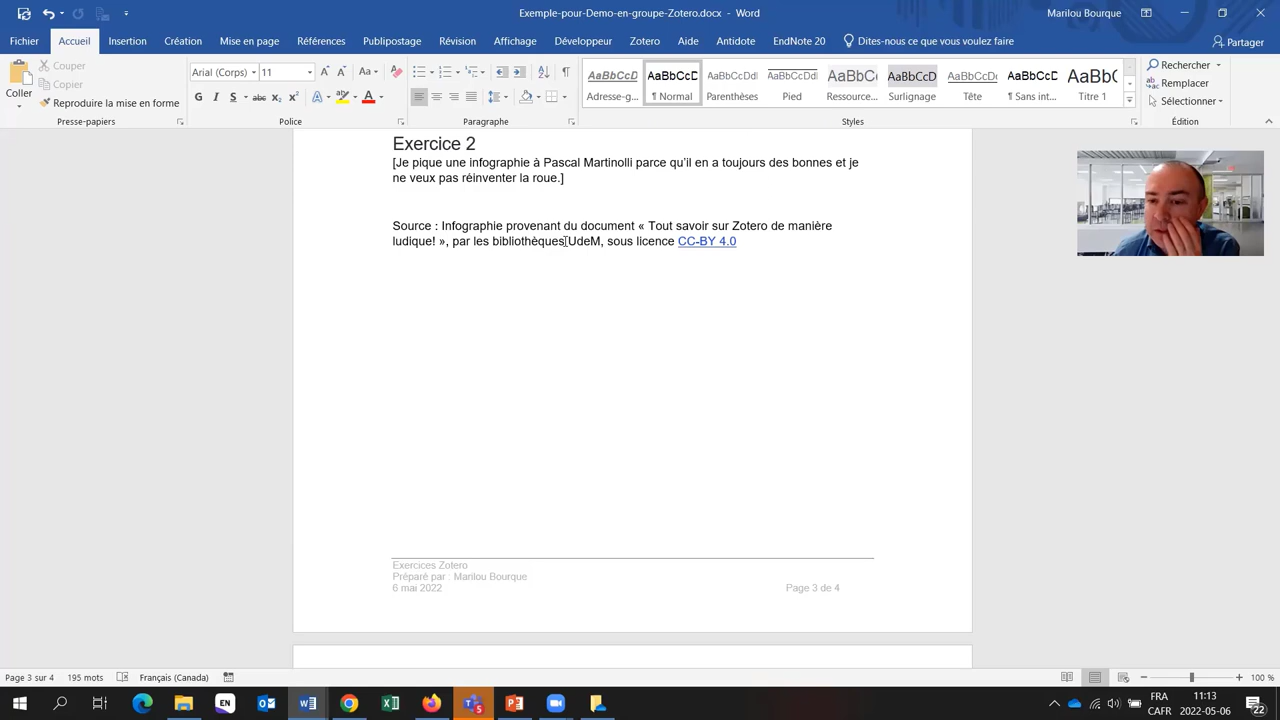 Exemple-pour-Demo-en-groupe-Zotero.docx - Word
Marilou Bourque
Fichier Accueil Insertion Création Mise en page Références Publipostage Révision Affichage Développeur Zotero Aide Antidote EndNote 20 Dites-nous ce que vous voulez faire Partager
Coller
Couper
Copier
Reproduire la mise en forme
Presse-papiers
Arial (Corps) 11
Police
Paragraphe
AaBbCcD AaBbCcD AaBbCcDdI AaBbCcDdI AaBbCc AaBbCcD AaBbCcDc AaBbCcD AaBbC
Adresse-g... ¶ Normal Parenthèses Pied Ressource... Surlignage Tête ¶ Sans int... Titre 1
Styles
Rechercher
Remplacer
Sélectionner
Édition
Exercice 2
[Je pique une infographie à Pascal Martinolli parce qu'il en a toujours des bonnes et je
ne veux pas réinventer la roue.]
Source : Infographie provenant du document « Tout savoir sur Zotero de manière
ludique! », par les bibliothèques UdeM, sous licence CC-BY 4.0
Exercices Zotero
Préparé par : Marilou Bourque
6 mai 2022
Page 3 de 4
Page 3 sur 4 195 mots Français (Canada) 100 %
EN
FRA
CAFR
11:13
2022-05-06
22